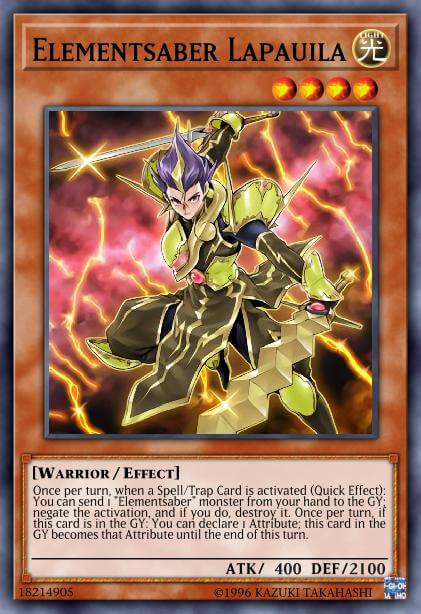 Elementsaber Lapauila
LIGHT
光
[Warrior / Effect]
Once per turn, when a Spell/Trap Card is activated (Quick Effect):
You can send 1 "Elementsaber" monster from your hand to the GY:
negate the activation, and if you do, destroy it. Once per turn, if
this card is in the GY: You can declare 1 Attribute; this card in the
GY becomes that Attribute until the end of this turn.
ATK/ 400 DEF/2100
18214905
©1996 KAZUKI TAKAHASHI